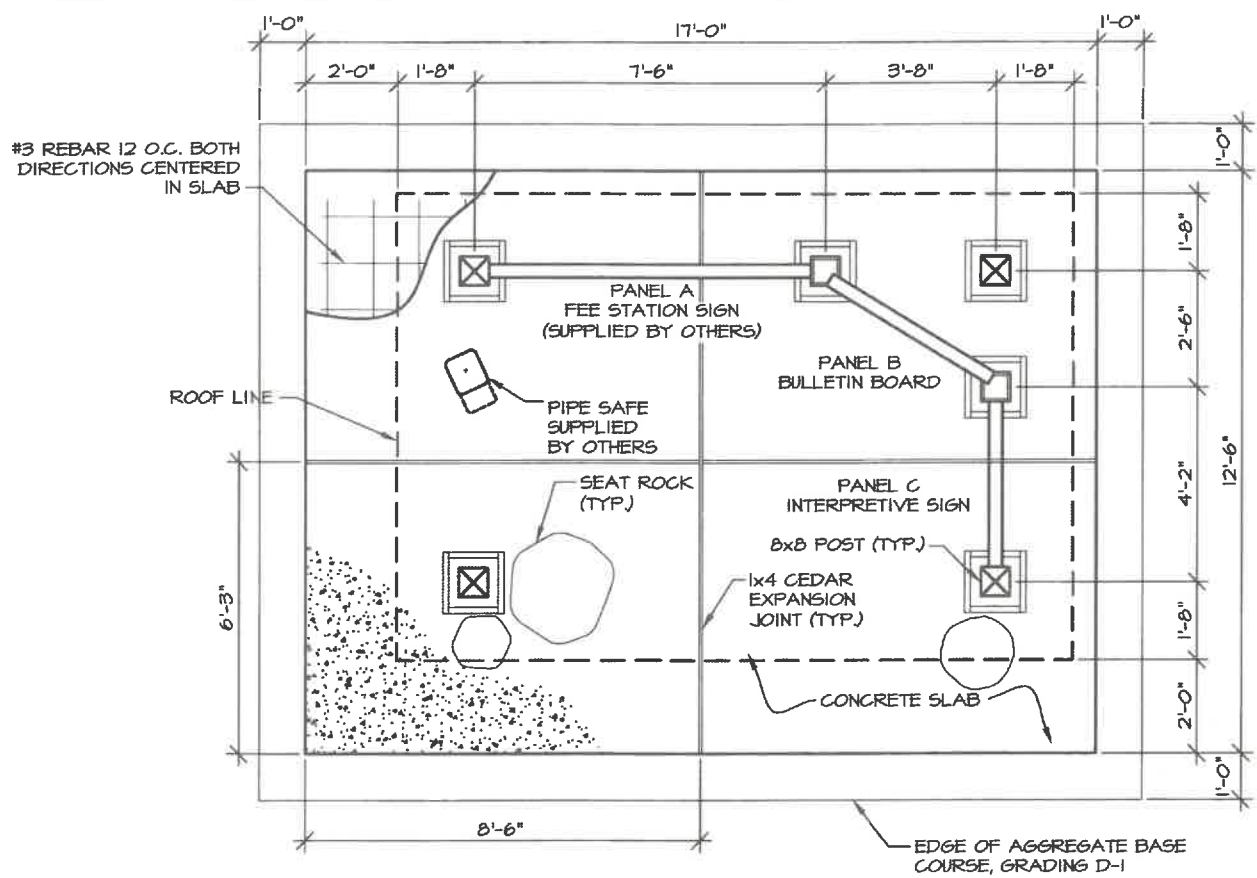 1'-0"
17'-0"
1'-0"
2'-0"
1'-8"
7'-6"
3'-8"
1'-8"
#3 REBAR 12 O.C. BOTH
DIRECTIONS CENTERED
IN SLAB
1'-0"
1'-8"
PANEL A
FEE STATION SIGN
(SUPPLIED BY OTHERS)
2'-6"
PANEL B
BULLETIN BOARD
ROOF LINE
PIPE SAFE
SUPPLIED
BY OTHERS
12'-6"
SEAT ROCK
(TYP.)
PANEL C
INTERPRETIVE SIGN
4'-2"
8x8 POST (TYP.)
1x4 CEDAR
EXPANSION
JOINT (TYP.)
6'-3"
1'-8"
CONCRETE SLAB
2'-0"
1'-0"
8'-6"
EDGE OF AGGREGATE BASE
COURSE, GRADING D-1